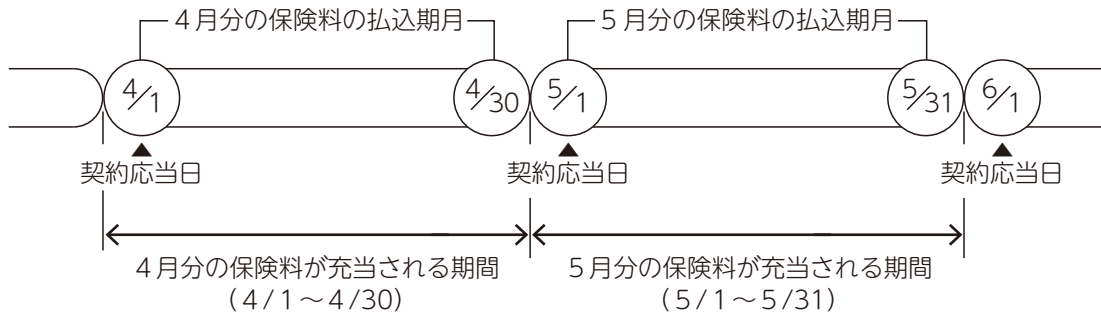 4月分の保険料の払込期月
5月分の保険料の払込期月
4/1
4/30
5/1
5/31
6/1
契約応当日
契約応当日
契約応当日
4月分の保険料が充当される期間
(4/1～4/30)
5月分の保険料が充当される期間
(5/1～5/31)